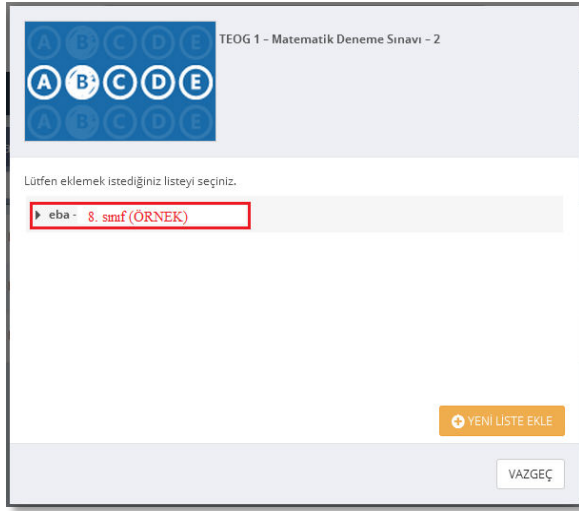 A B C D E
TEOG 1 - Matematik Deneme Sınavı - 2
A B C D E
A B C D E
Lütfen eklemek istediğiniz listeyi seçiniz.
eba - 8. sınıf (ÖRNEK)
YENİ LİSTE EKLE
VAZGEÇ